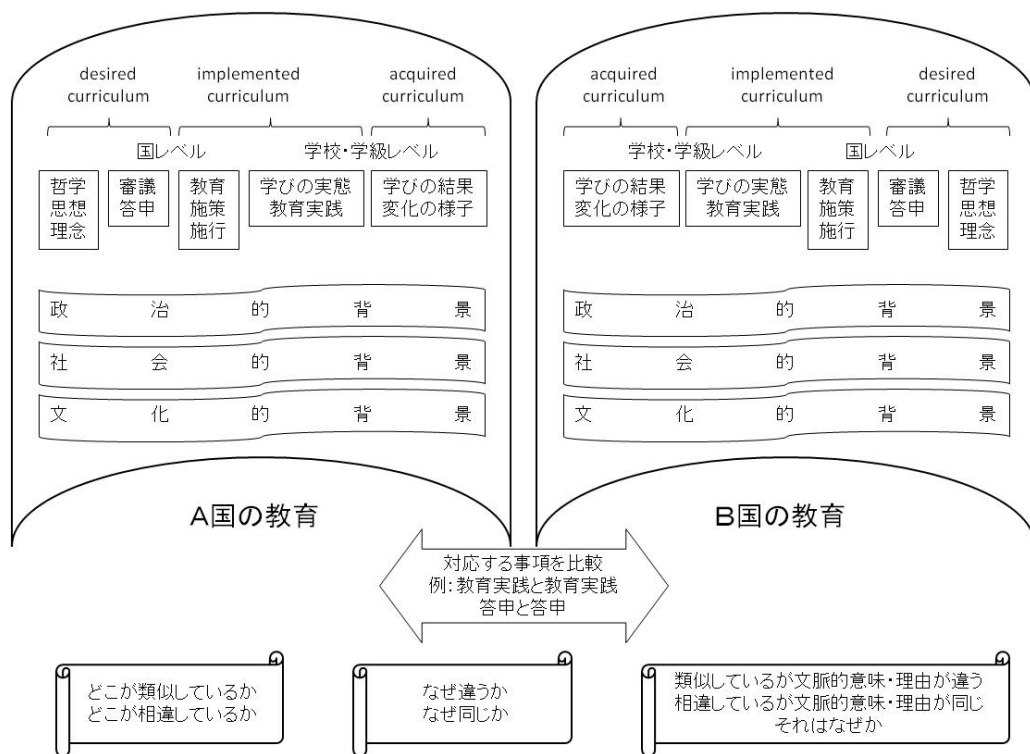 desired
curriculum
implemented
curriculum
acquired
curriculum
国レベル
学校・学級レベル
哲学
思想
理念
審議
答申
教育
施策
施行
学びの実態
教育実践
学びの結果
変化の様子
政治的背景
社会的背景
文化的背景
A国の教育
acquired
curriculum
implemented
curriculum
desired
curriculum
学校・学級レベル
国レベル
学びの結果
変化の様子
学びの実態
教育実践
教育
施策
施行
審議
答申
哲学
思想
理念
政治的背景
社会的背景
文化的背景
B国の教育
対応する事項を比較
例：教育実践と教育実践
答申と答申
どこが類似しているか
どこが相違しているか
なぜ違うか
なぜ同じか
類似しているが文脈的意味・理由が違う
相違しているが文脈的意味・理由が同じ
それはなぜか